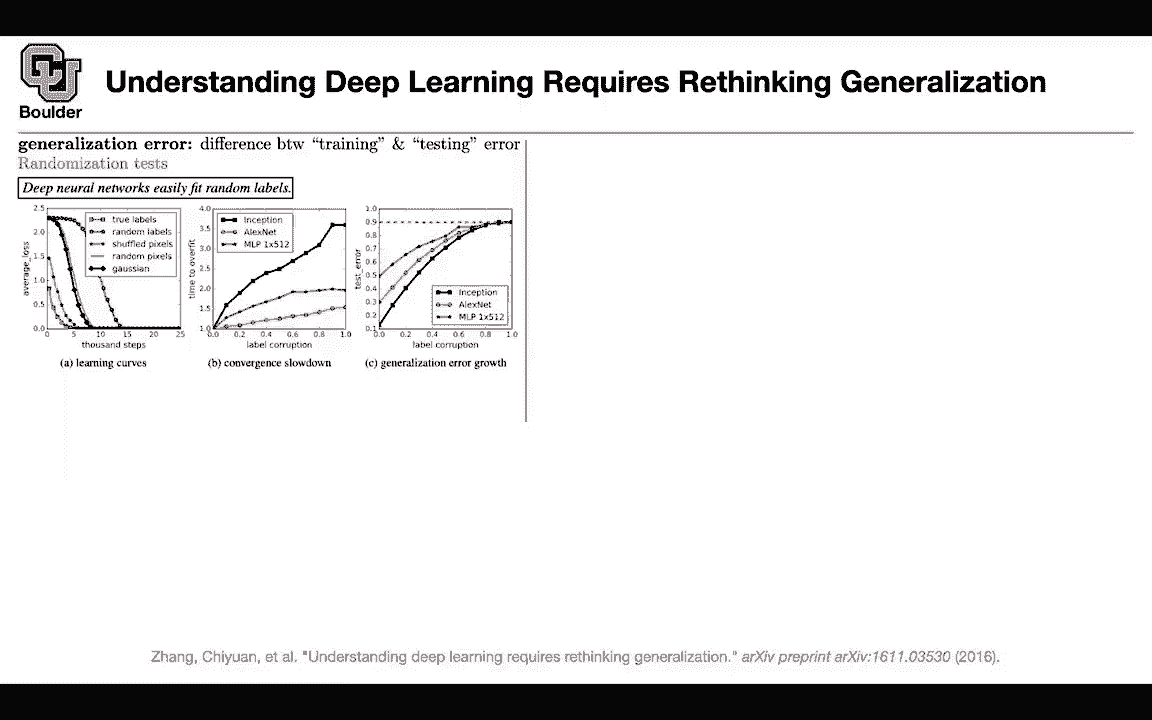 CU
Boulder
Understanding Deep Learning Requires Rethinking Generalization
generalization error: difference btw “training” & “testing” error
Randomization tests
Deep neural networks easily fit random labels.
2.5
2.0
1.5
1.0
0.5
0.0
average_loss
true labels
random labels
shuffled pixels
random pixels
gaussian
0 5 10 15 20 25
thousand steps
(a) learning curves
4.0
3.5
3.0
2.5
2.0
1.5
1.0
time to overfit
Inception
AlexNet
MLP 1x512
0.0 0.2 0.4 0.6 0.8 1.0
label corruption
(b) convergence slowdown
1.0
0.9
0.8
0.7
0.6
0.5
0.4
0.3
0.2
0.1
test_error
Inception
AlexNet
MLP 1x512
0.0 0.2 0.4 0.6 0.8 1.0
label corruption
(c) generalization error growth
Zhang, Chiyuan, et al. "Understanding deep learning requires rethinking generalization." arXiv preprint arXiv:1611.03530 (2016).